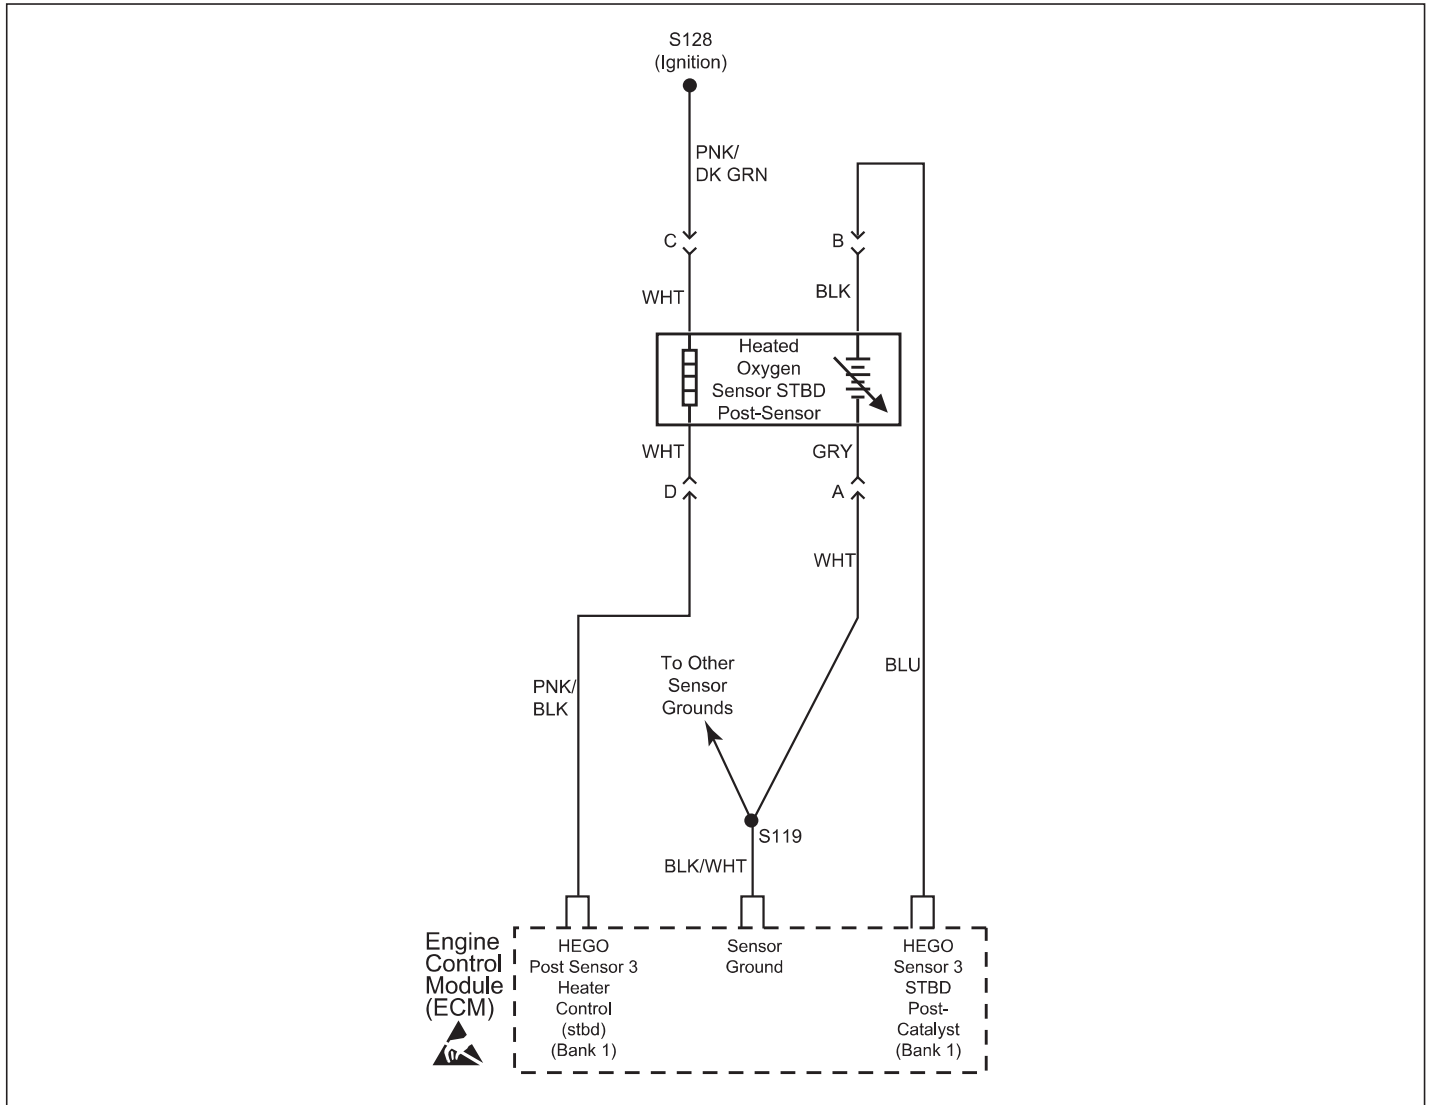 S128
(Ignition)
PNK/
DK GRN
C
B
WHT
BLK
Heated
Oxygen
Sensor STBD
Post-Sensor
WHT
GRY
D
A
WHT
To Other
Sensor
Grounds
BLU
PNK/
BLK
S119
BLK/WHT
Engine
Control
Module
(ECM)
HEGO
Post Sensor 3
Heater
Control
(stbd)
(Bank 1)
Sensor
Ground
HEGO
Sensor 3
STBD
Post-
Catalyst
(Bank 1)